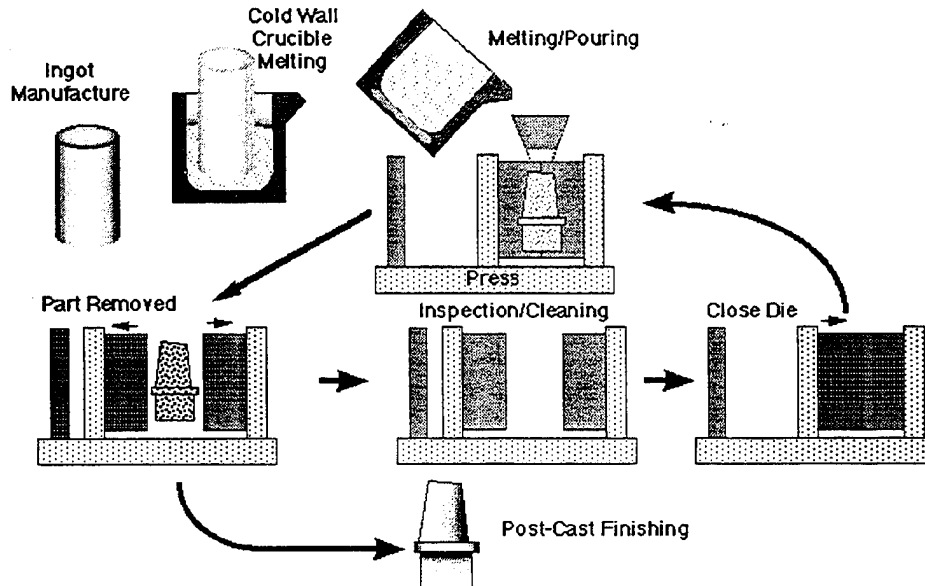 Cold Wall
Crucible
Melting
Ingot
Manufacture
Melting/Pouring
Press
Part Removed
Inspection/Cleaning
Close Die
Post-Cast Finishing